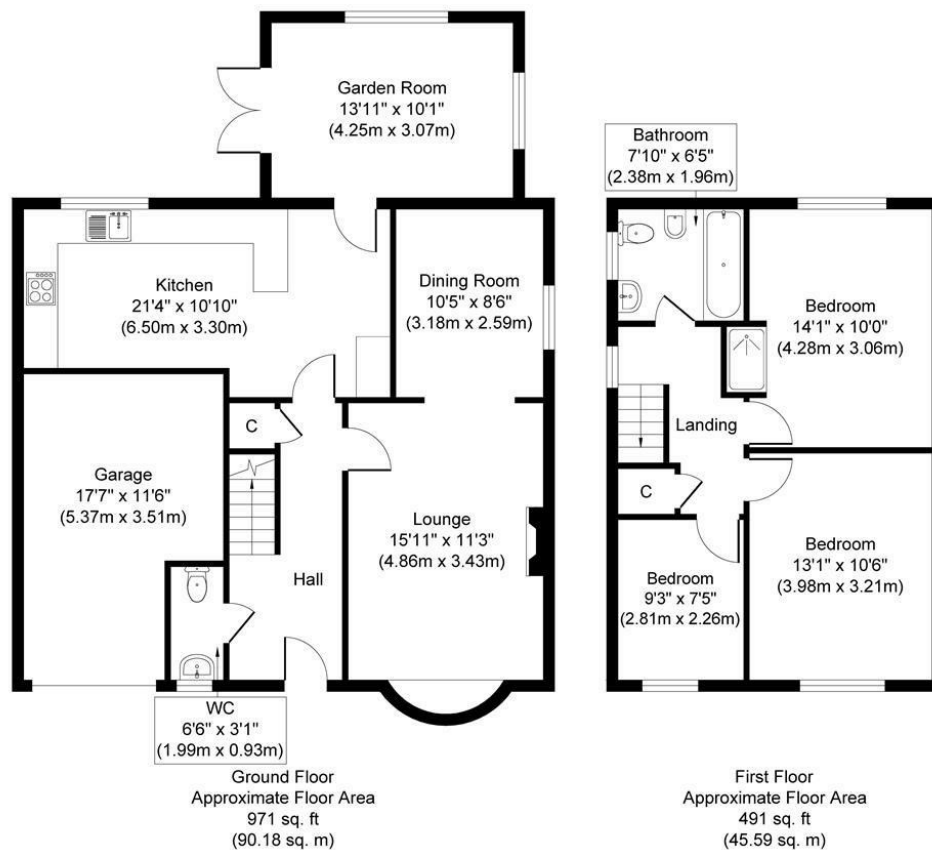 Garden Room
13'11" x 10'1"
(4.25m x 3.07m)
Kitchen
21'4" x 10'10"
(6.50m x 3.30m)
Dining Room
10'5" x 8'6"
(3.18m x 2.59m)
C
Garage
17'7" x 11'6"
(5.37m x 3.51m)
Lounge
15'11" x 11'3"
(4.86m x 3.43m)
Hall
WC
6'6" x 3'1"
(1.99m x 0.93m)
Ground Floor
Approximate Floor Area
971 sq. ft
(90.18 sq. m)
Bathroom
7'10" x 6'5"
(2.38m x 1.96m)
Bedroom
14'1" x 10'0"
(4.28m x 3.06m)
Landing
C
Bedroom
13'1" x 10'6"
(3.98m x 3.21m)
Bedroom
9'3" x 7'5"
(2.81m x 2.26m)
First Floor
Approximate Floor Area
491 sq. ft
(45.59 sq. m)